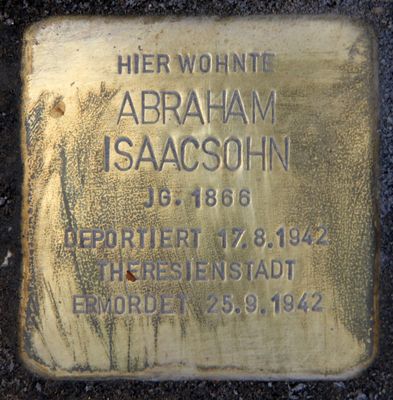 HIER WOHNTE
ABRAHAM
ISAACSOHN
JG. 1866
DEPORTIERT 17.8.1942
THERESIENSTADT
ERMORDET 25.9.1942